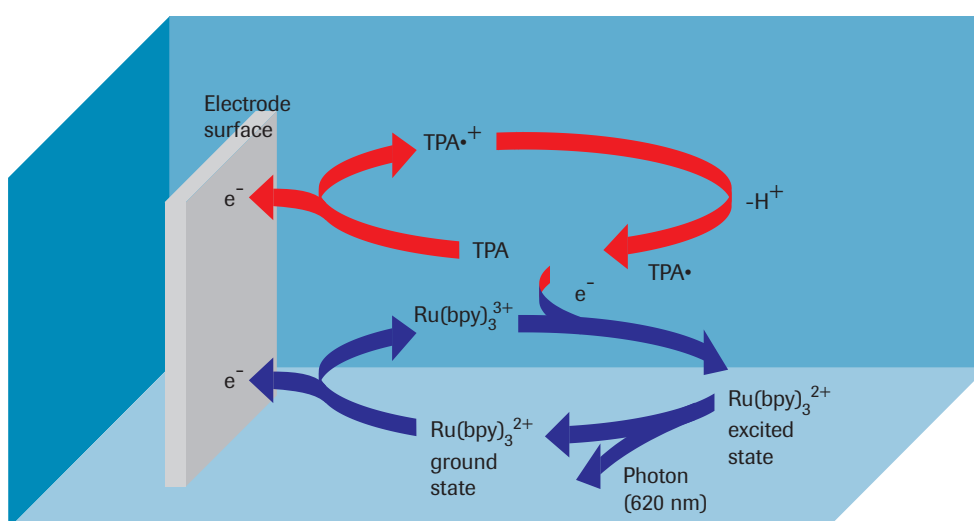 Electrode
surface
TPA•⁺
e⁻
-H⁺
TPA
TPA•
e⁻
Ru(bpy)₃³⁺
e⁻
Ru(bpy)₃²⁺
excited
state
Ru(bpy)₃²⁺
ground
state
Photon
(620 nm)